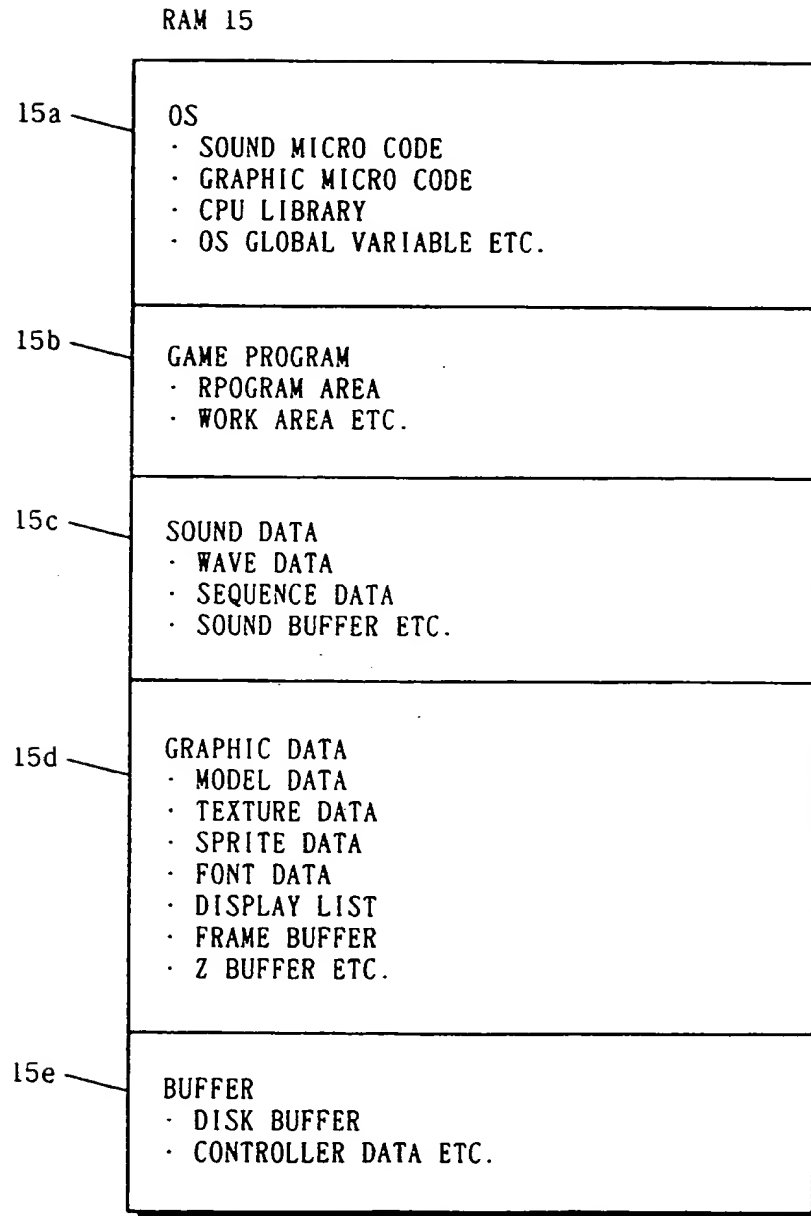 RAM 15
15a
OS
· SOUND MICRO CODE
· GRAPHIC MICRO CODE
· CPU LIBRARY
· OS GLOBAL VARIABLE ETC.
15b
GAME PROGRAM
· RPOGRAM AREA
· WORK AREA ETC.
15c
SOUND DATA
· WAVE DATA
· SEQUENCE DATA
· SOUND BUFFER ETC.
15d
GRAPHIC DATA
· MODEL DATA
· TEXTURE DATA
· SPRITE DATA
· FONT DATA
· DISPLAY LIST
· FRAME BUFFER
· Z BUFFER ETC.
15e
BUFFER
· DISK BUFFER
· CONTROLLER DATA ETC.